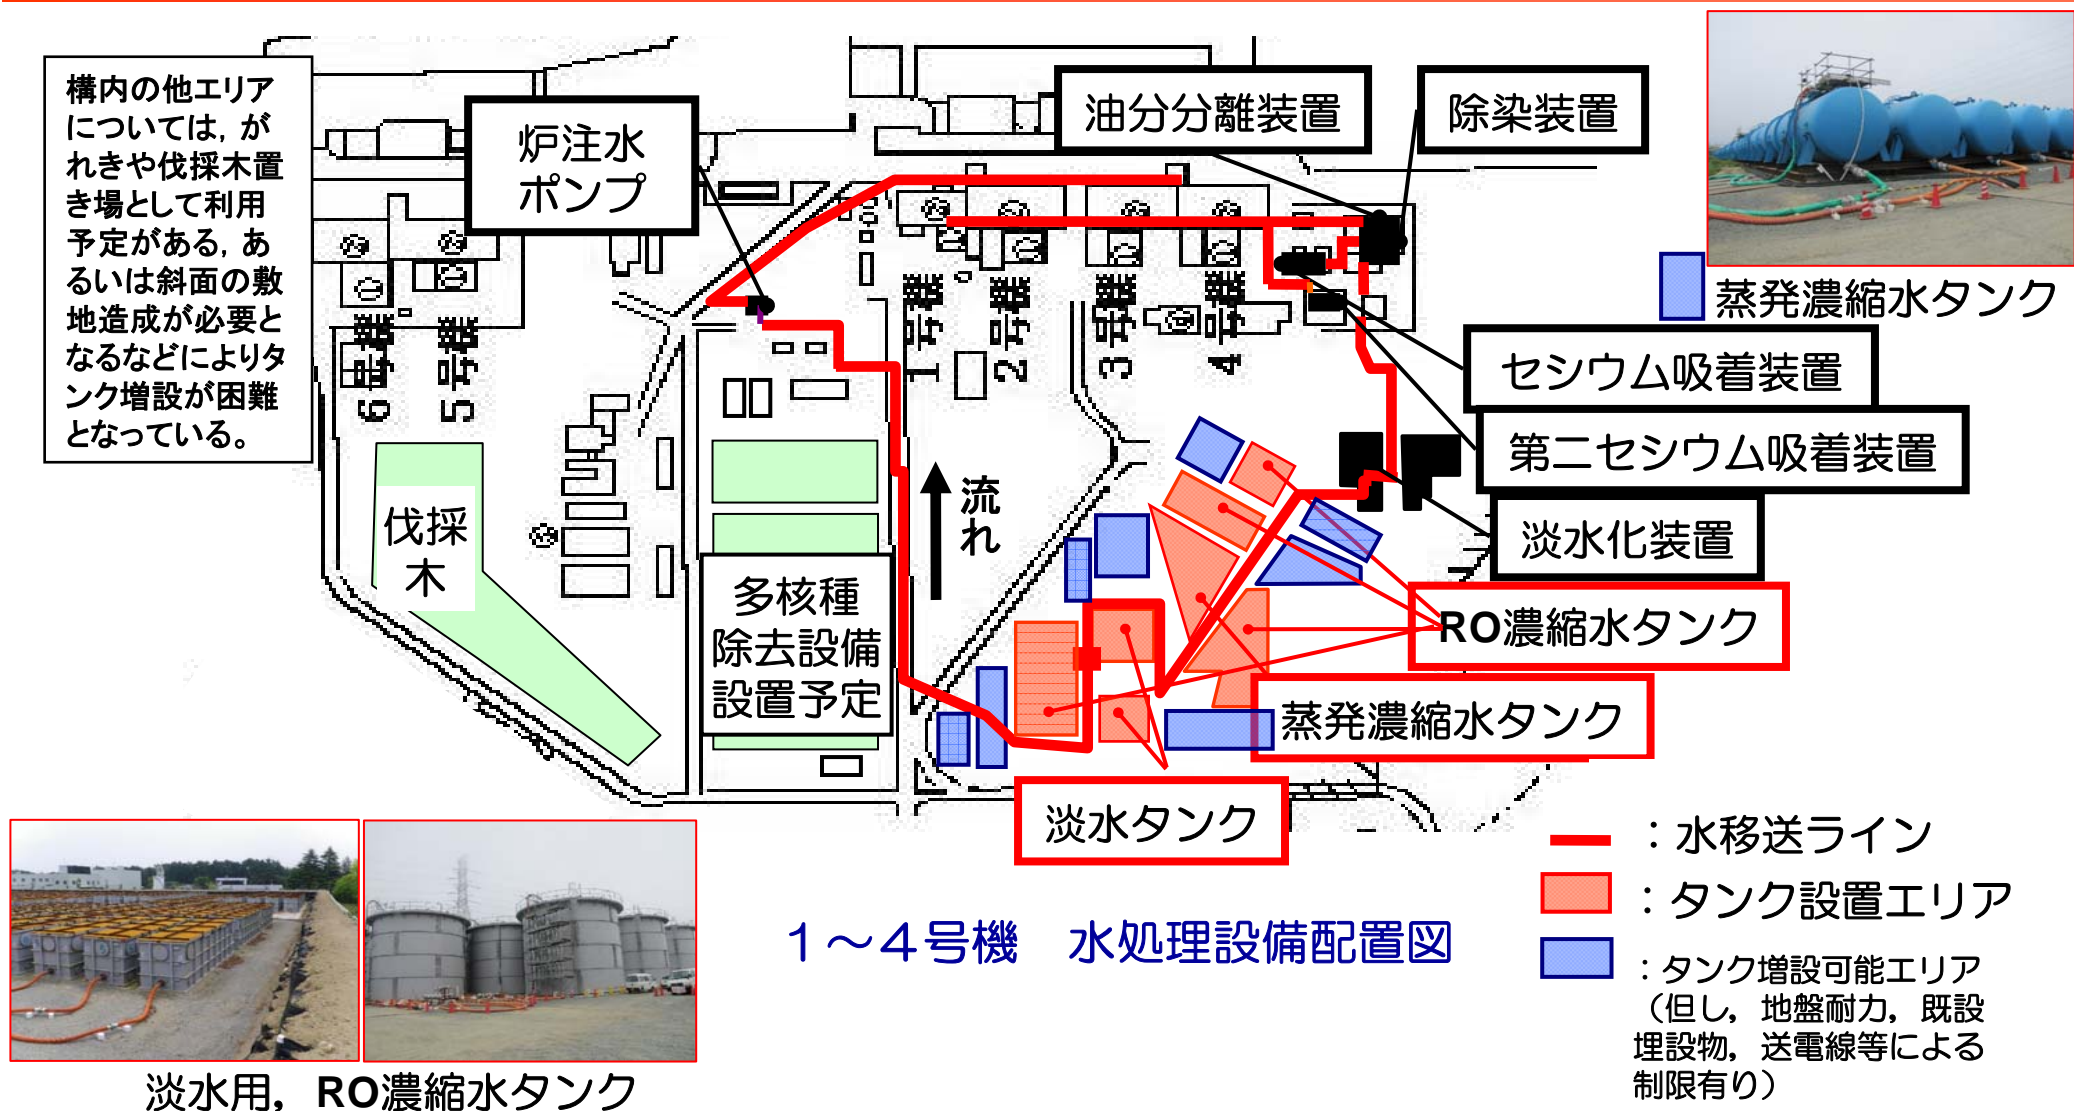 構内の他エリア
については，が
れきや伐採木置
き場として利用
予定がある，あ
るいは斜面の敷
地造成が必要と
なるなどによりタ
ンク増設が困難
となっている。
炉注水
ポンプ
油分分離装置
除染装置
蒸発濃縮水タンク
セシウム吸着装置
第二セシウム吸着装置
淡水化装置
RO濃縮水タンク
蒸発濃縮水タンク
淡水タンク
6号機
5号機
1号機
2号機
3号機
4号機
流れ
伐採
木
多核種
除去設備
設置予定
1～4号機　水処理設備配置図
：水移送ライン
：タンク設置エリア
：タンク増設可能エリア
（但し，地盤耐力，既設
埋設物，送電線等による
制限有り）
淡水用，RO濃縮水タンク